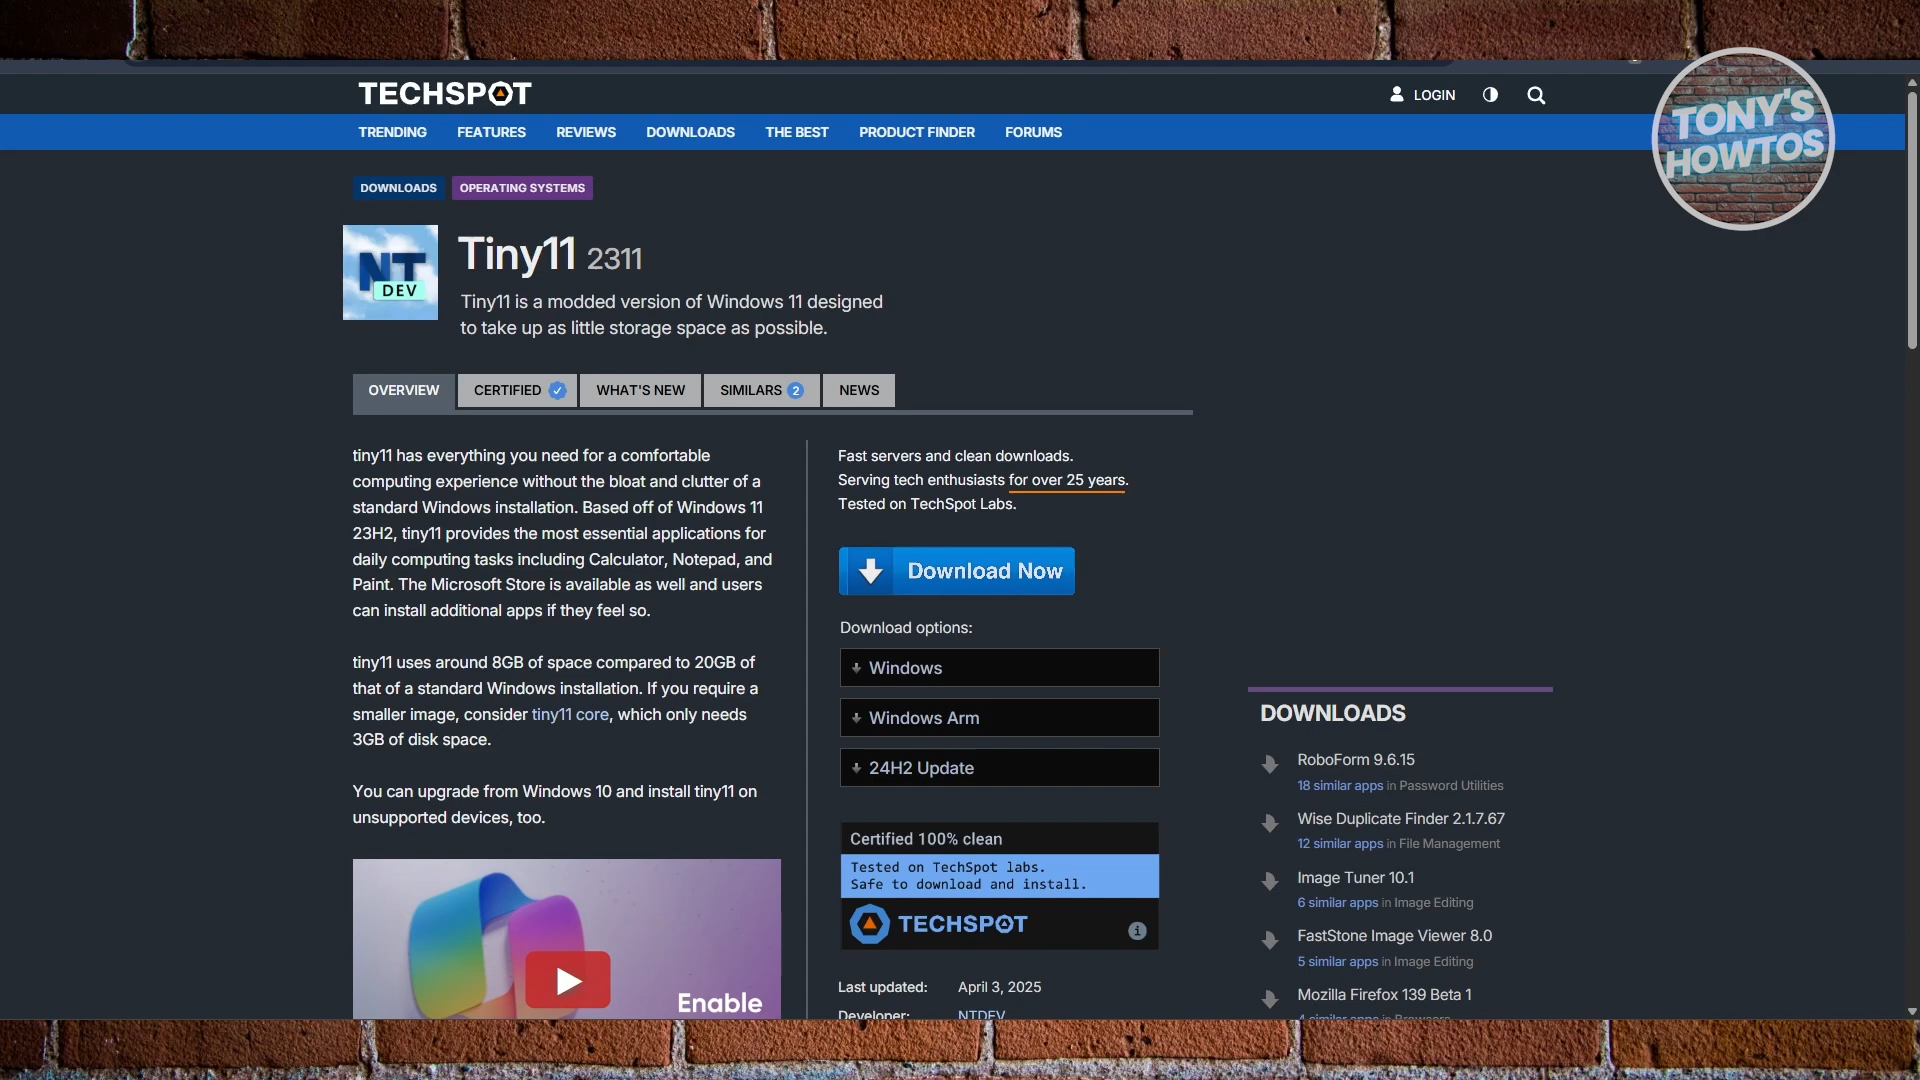 TECHSPOT
LOGIN
TONY'S
HOWTOS
TRENDING FEATURES REVIEWS DOWNLOADS THE BEST PRODUCT FINDER FORUMS
DOWNLOADS OPERATING SYSTEMS
NT
DEV
Tiny11 2311
Tiny11 is a modded version of Windows 11 designed
to take up as little storage space as possible.
OVERVIEW CERTIFIED WHAT'S NEW SIMILARS 2 NEWS
tiny11 has everything you need for a comfortable
computing experience without the bloat and clutter of a
standard Windows installation. Based off of Windows 11
23H2, tiny11 provides the most essential applications for
daily computing tasks including Calculator, Notepad, and
Paint. The Microsoft Store is available as well and users
can install additional apps if they feel so.
tiny11 uses around 8GB of space compared to 20GB of
that of a standard Windows installation. If you require a
smaller image, consider tiny11 core, which only needs
3GB of disk space.
You can upgrade from Windows 10 and install tiny11 on
unsupported devices, too.
Enable
Fast servers and clean downloads.
Serving tech enthusiasts for over 25 years.
Tested on TechSpot Labs.
Download Now
Download options:
Windows
Windows Arm
24H2 Update
Certified 100% clean
Tested on TechSpot labs.
Safe to download and install.
TECHSPOT
Last updated: April 3, 2025
Developer: NTDEV
DOWNLOADS
RoboForm 9.6.15
18 similar apps in Password Utilities
Wise Duplicate Finder 2.1.7.67
12 similar apps in File Management
Image Tuner 10.1
6 similar apps in Image Editing
FastStone Image Viewer 8.0
5 similar apps in Image Editing
Mozilla Firefox 139 Beta 1
4 similar apps in Browsers